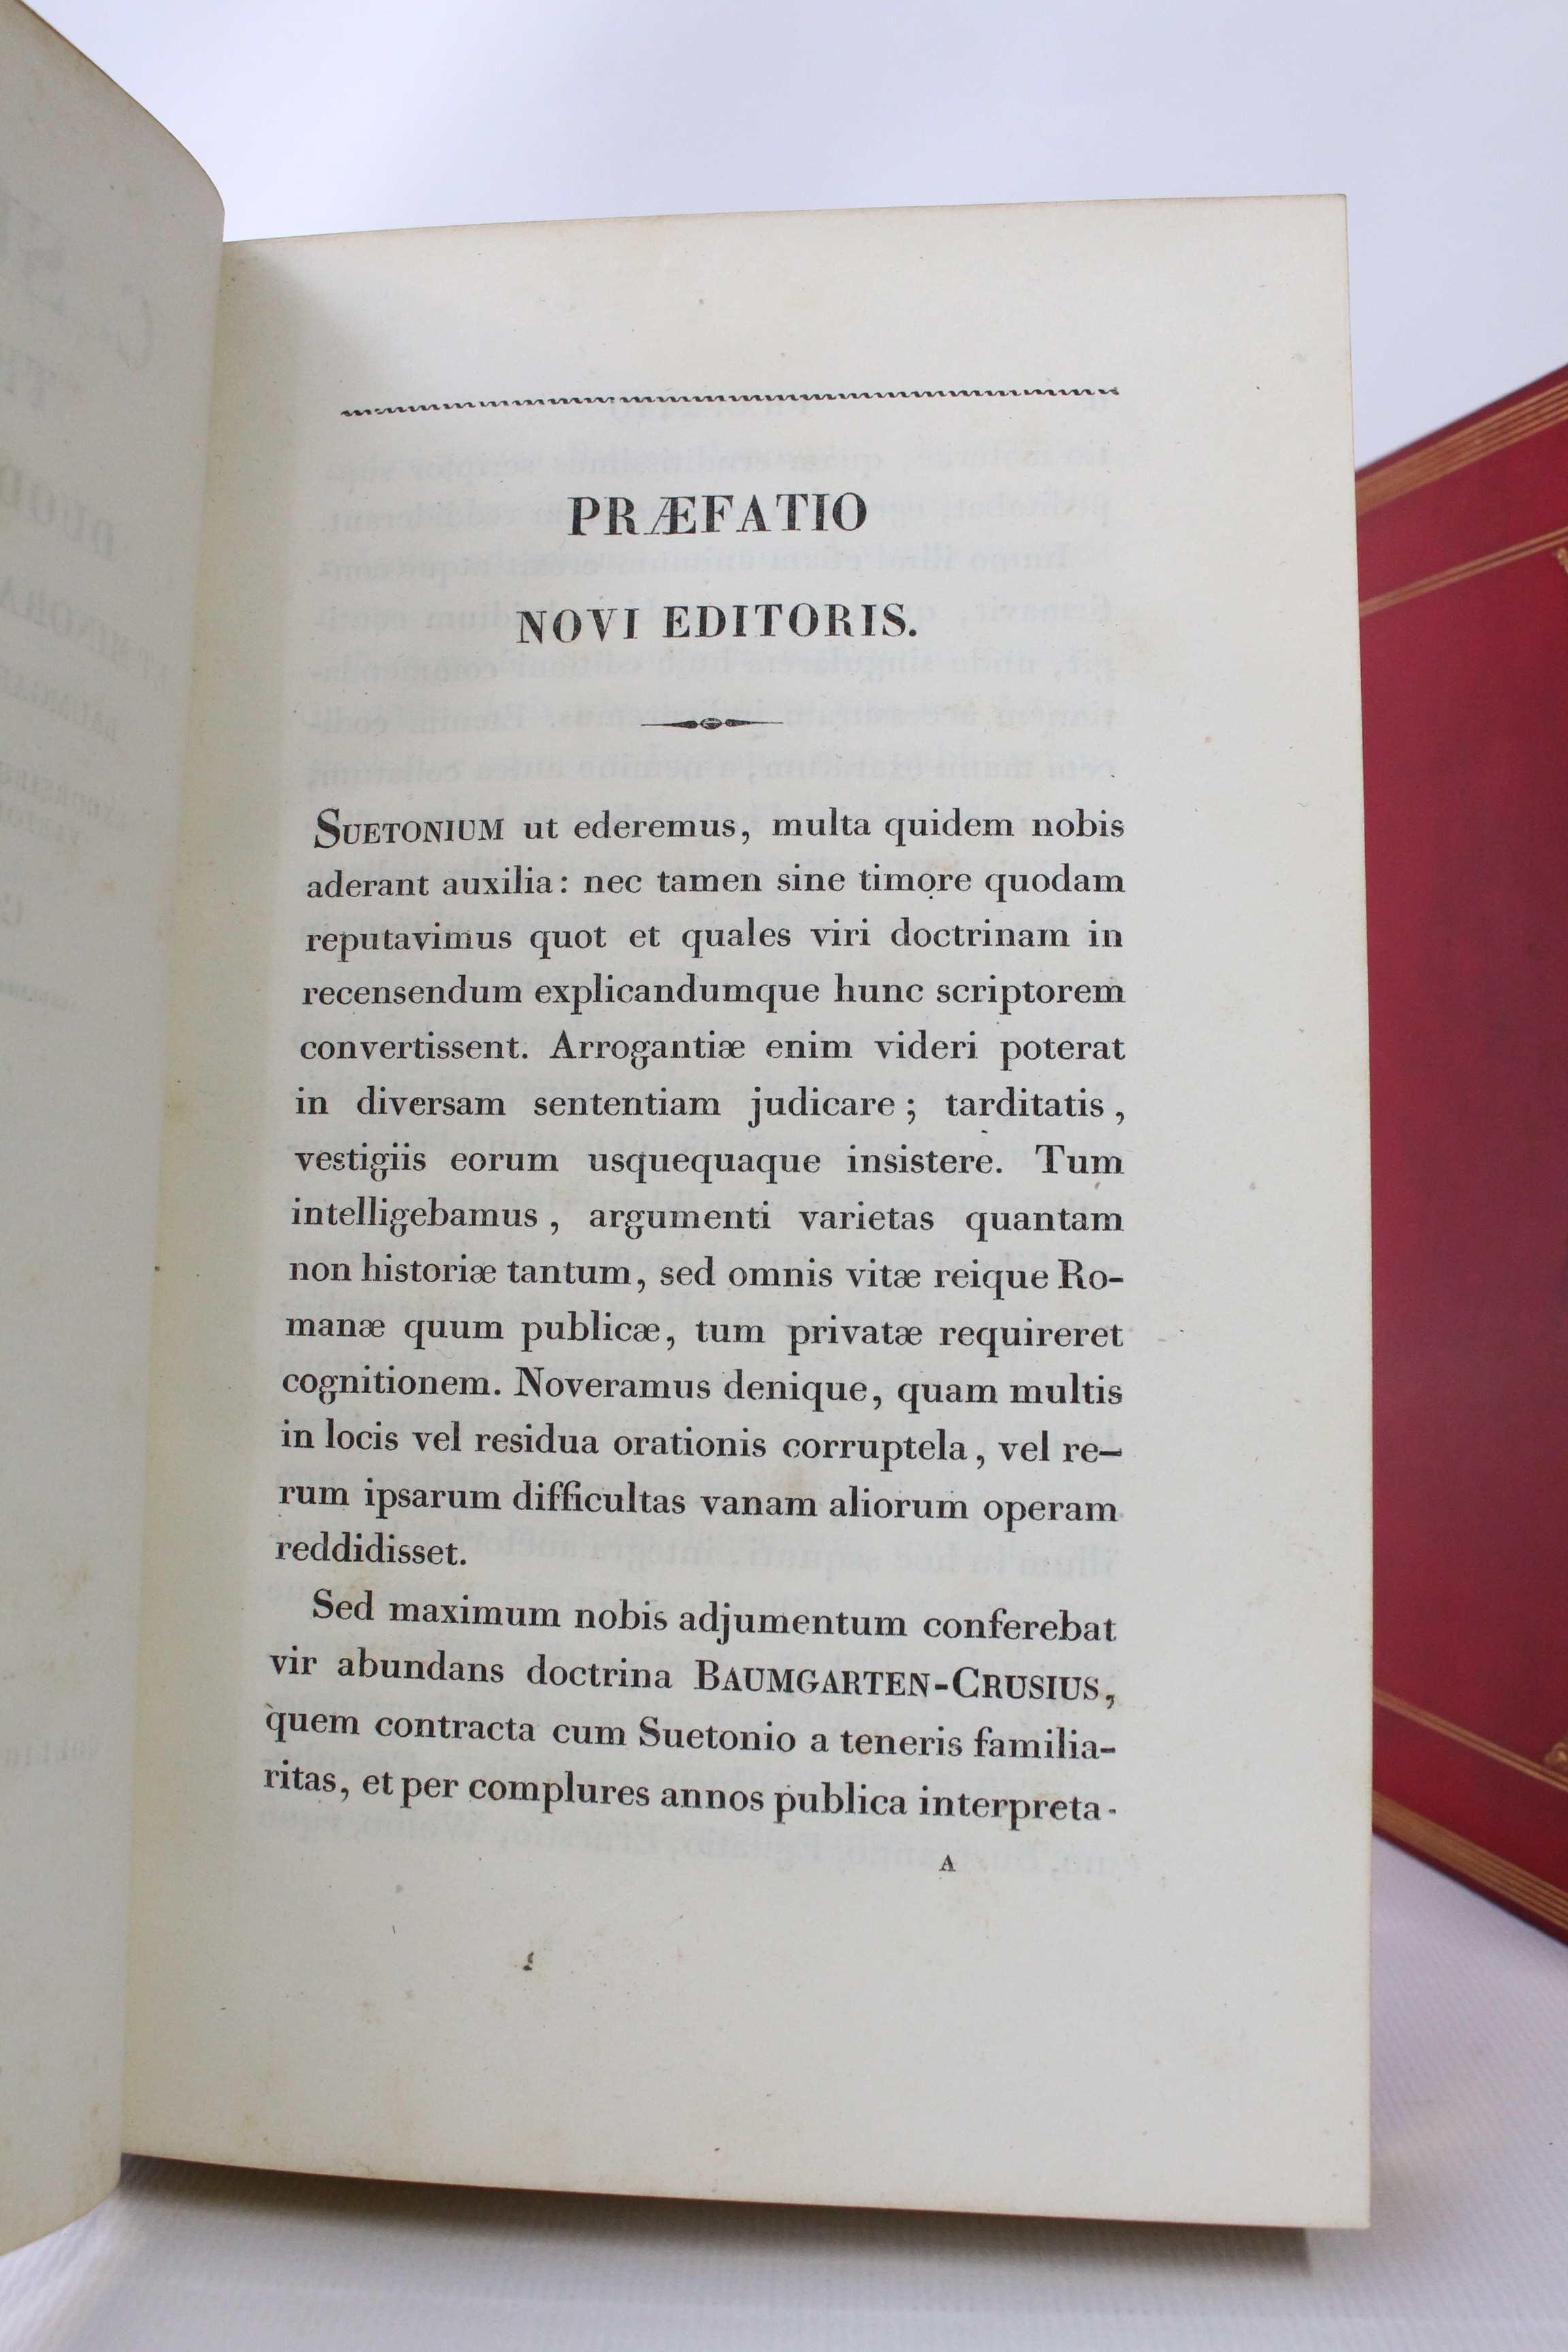 PRÆFATIO
NOVI EDITORIS.
SUETONIUM ut ederemus, multa quidem nobis
aderant auxilia: nec tamen sine timore quodam
reputavimus quot et quales viri doctrinam in
recensendum explicandumque hunc scriptorem
convertissent. Arrogantiæ enim videri poterat
in diversam sententiam judicare; tarditatis,
vestigiis eorum usquequaque insistere. Tum
intelligebamus, argumenti varietas quantam
non historiæ tantum, sed omnis vitæ reique Ro-
manæ quum publicæ, tum privatæ requireret
cognitionem. Noveramus denique, quam multis
in locis vel residua orationis corruptela, vel re-
rum ipsarum difficultas vanam aliorum operam
reddidisset.
Sed maximum nobis adjumentum conferebat
vir abundans doctrina BAUMGARTEN-CRUSIUS,
quem contracta cum Suetonio a teneris familia-
ritas, et per complures annos publica interpreta-
A